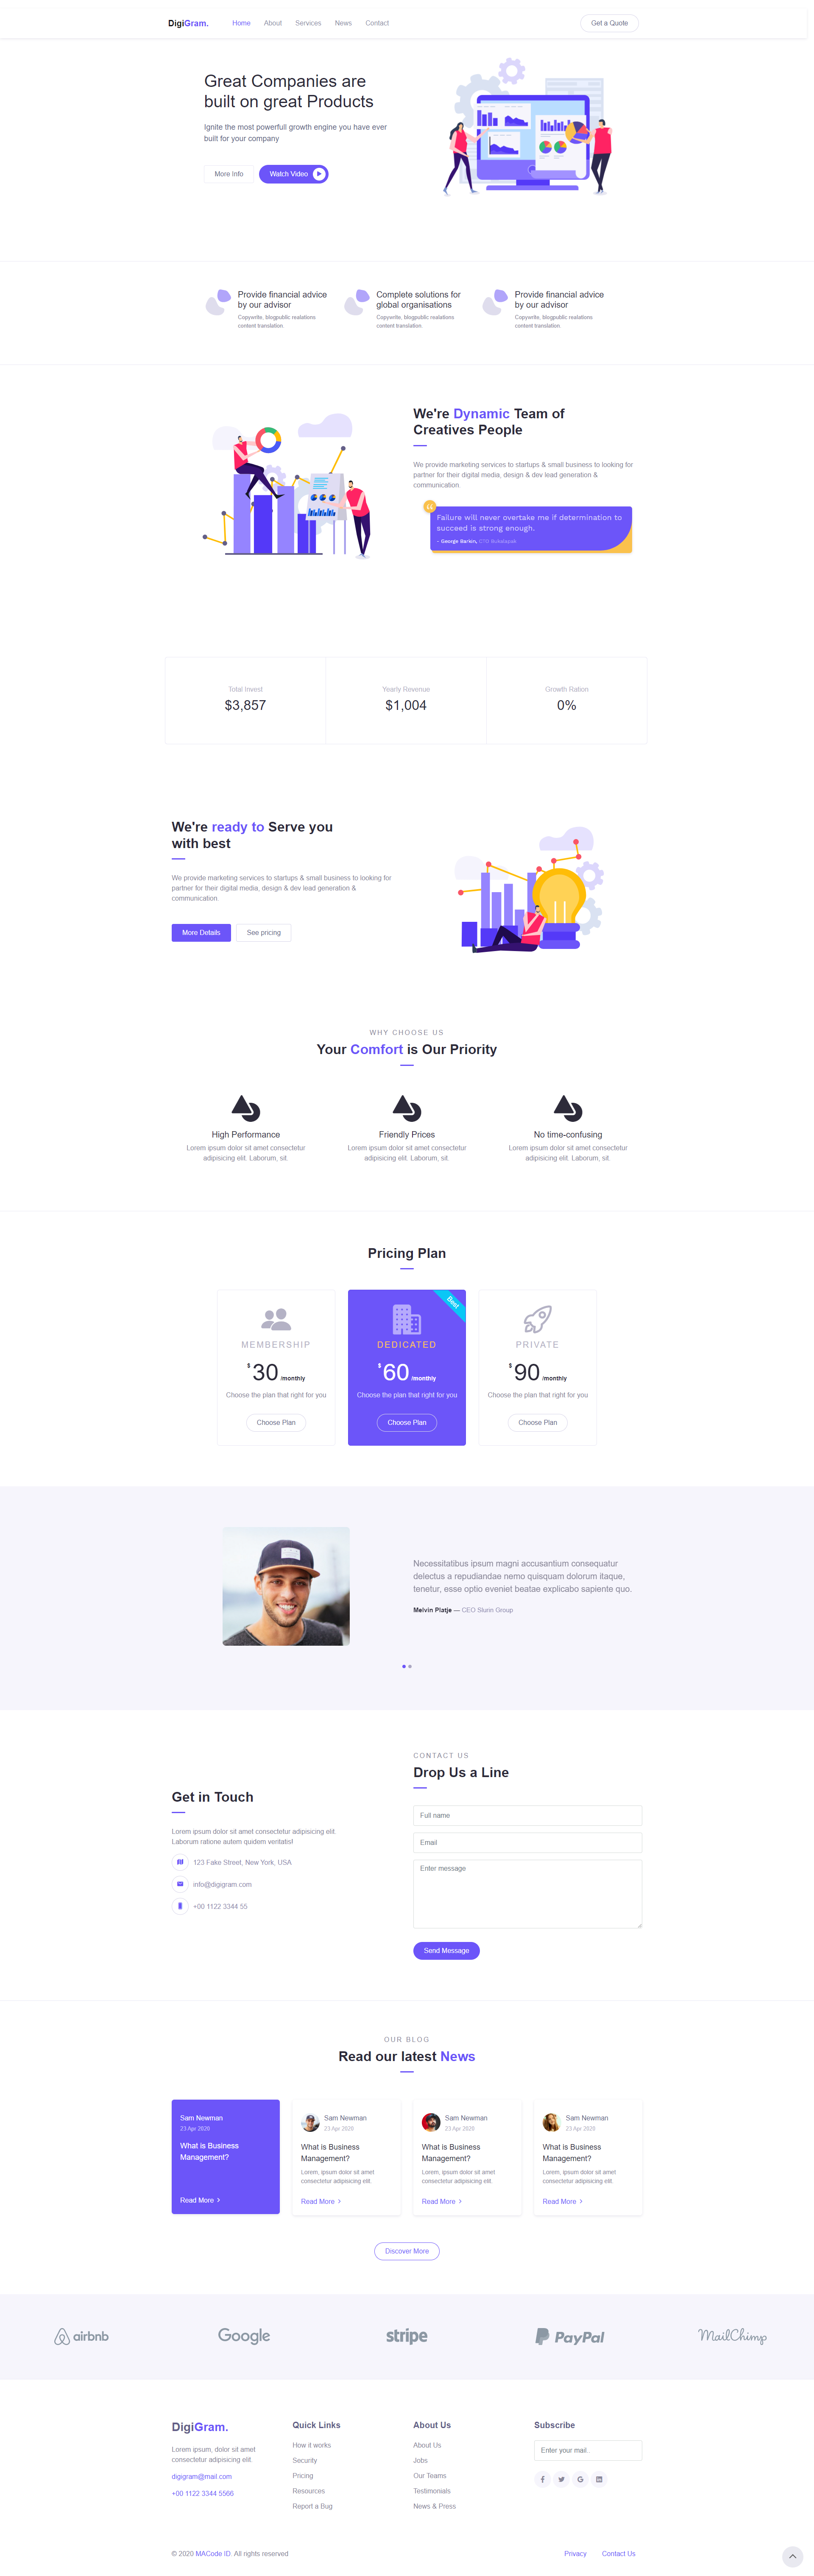 DigiGram.
Home
About
Services
News
Contact
Get a Quote
Great Companies are
built on great Products
Ignite the most powerfull growth engine you have ever
built for your company
More Info
Watch Video
Provide financial advice
by our advisor
Copywrite, blogpublic realations
content translation.
Complete solutions for
global organisations
Copywrite, blogpublic realations
content translation.
Provide financial advice
by our advisor
Copywrite, blogpublic realations
content translation.
We're Dynamic Team of
Creatives People
We provide marketing services to startups & small business to looking for
partner for their digital media, design & dev lead generation &
communication.
Failure will never overtake me if determination to
succeed is strong enough.
- George Barkin, CTO Bukatapak
Total Invest
$3,857
Yearly Revenue
$1,004
Growth Ration
0%
We're ready to Serve you
with best
We provide marketing services to startups & small business to looking for
partner for their digital media, design & dev lead generation &
communication.
More Details
See pricing
WHY CHOOSE US
Your Comfort is Our Priority
High Performance
Lorem ipsum dolor sit amet consectetur
adipisicing elit. Laborum, sit.
Friendly Prices
Lorem ipsum dolor sit amet consectetur
adipisicing elit. Laborum, sit.
No time-confusing
Lorem ipsum dolor sit amet consectetur
adipisicing elit. Laborum, sit.
Pricing Plan
MEMBERSHIP
$ 30 /monthly
Choose the plan that right for you
Choose Plan
Best
DEDICATED
$ 60 /monthly
Choose the plan that right for you
Choose Plan
PRIVATE
$ 90 /monthly
Choose the plan that right for you
Choose Plan
Necessitatibus ipsum magni accusantium consequatur
delectus a repudiandae nemo quisquam dolorum itaque,
tenetur, esse optio eveniet beatae explicabo sapiente quo.
Melvin Platje — CEO Slurin Group
Get in Touch
Lorem ipsum dolor sit amet consectetur adipisicing elit.
Laborum ratione autem quidem veritatis!
123 Fake Street, New York, USA
info@digigram.com
+00 1122 3344 55
CONTACT US
Drop Us a Line
Full name
Email
Enter message
Send Message
OUR BLOG
Read our latest News
Sam Newman
23 Apr 2020
What is Business
Management?
Read More
Sam Newman
23 Apr 2020
What is Business
Management?
Lorem, ipsum dolor sit amet
consectetur adipisicing elit.
Read More
Sam Newman
23 Apr 2020
What is Business
Management?
Lorem, ipsum dolor sit amet
consectetur adipisicing elit.
Read More
Sam Newman
23 Apr 2020
What is Business
Management?
Lorem, ipsum dolor sit amet
consectetur adipisicing elit.
Read More
Discover More
airbnb
Google
stripe
PayPal
MailChimp
DigiGram.
Lorem ipsum, dolor sit amet
consectetur adipisicing elit.
digigram@mail.com
+00 1122 3344 5566
Quick Links
How it works
Security
Pricing
Resources
Report a Bug
About Us
About Us
Jobs
Our Teams
Testimonials
News & Press
Subscribe
Enter your mail..
© 2020 MACode ID. All rights reserved
Privacy
Contact Us